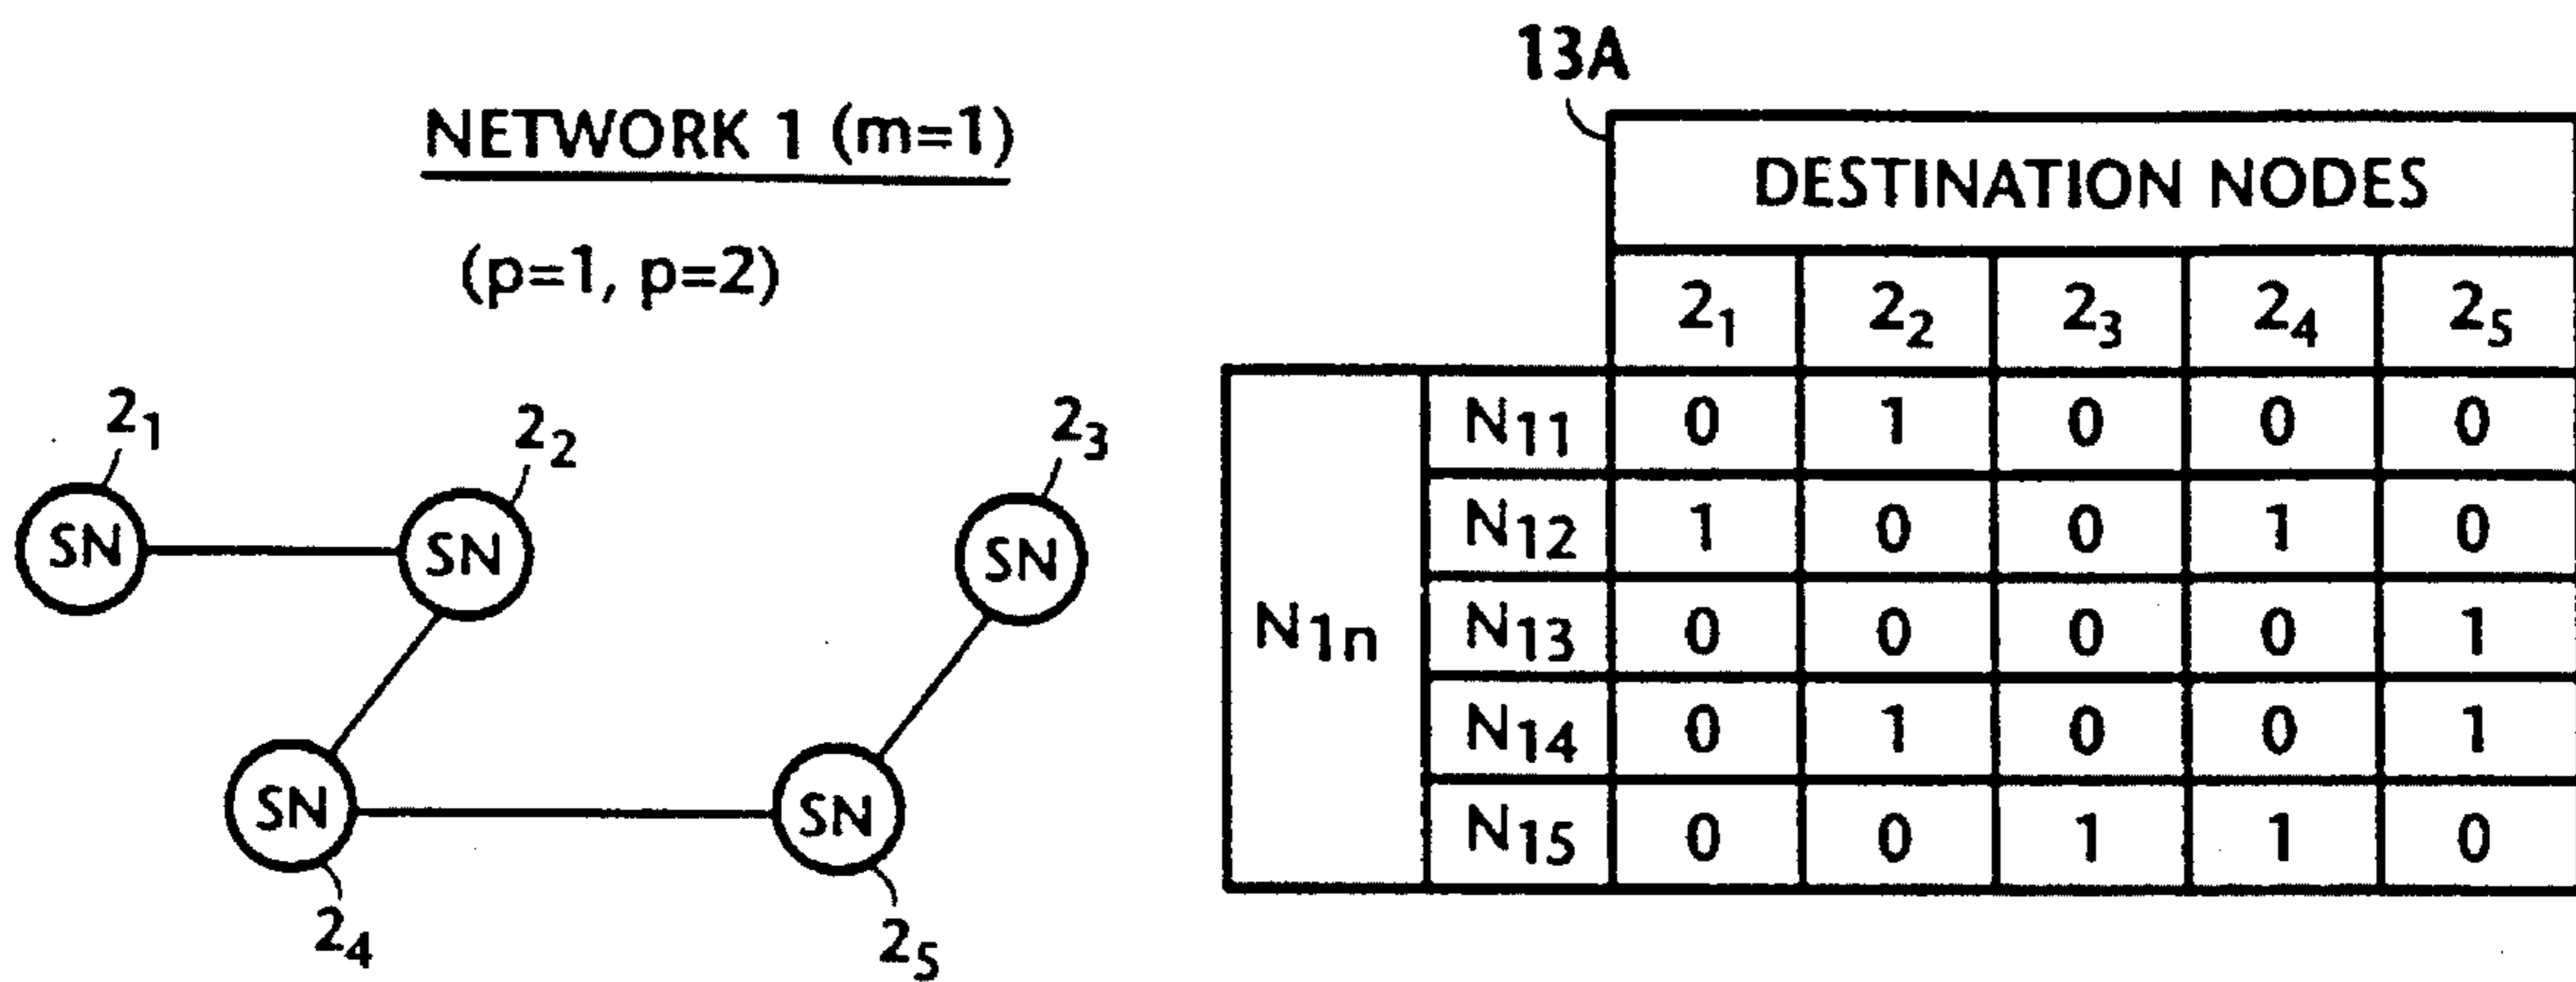 NETWORK 1 (m=1)
(p=1, p=2)
2₁
2₂
2₃
SN
SN
SN
SN
SN
2₄
2₅
13A
DESTINATION NODES
2₁ 2₂ 2₃ 2₄ 2₅
N₁ₙ
N₁₁ 0 1 0 0 0
N₁₂ 1 0 0 1 0
N₁₃ 0 0 0 0 1
N₁₄ 0 1 0 0 1
N₁₅ 0 0 1 1 0